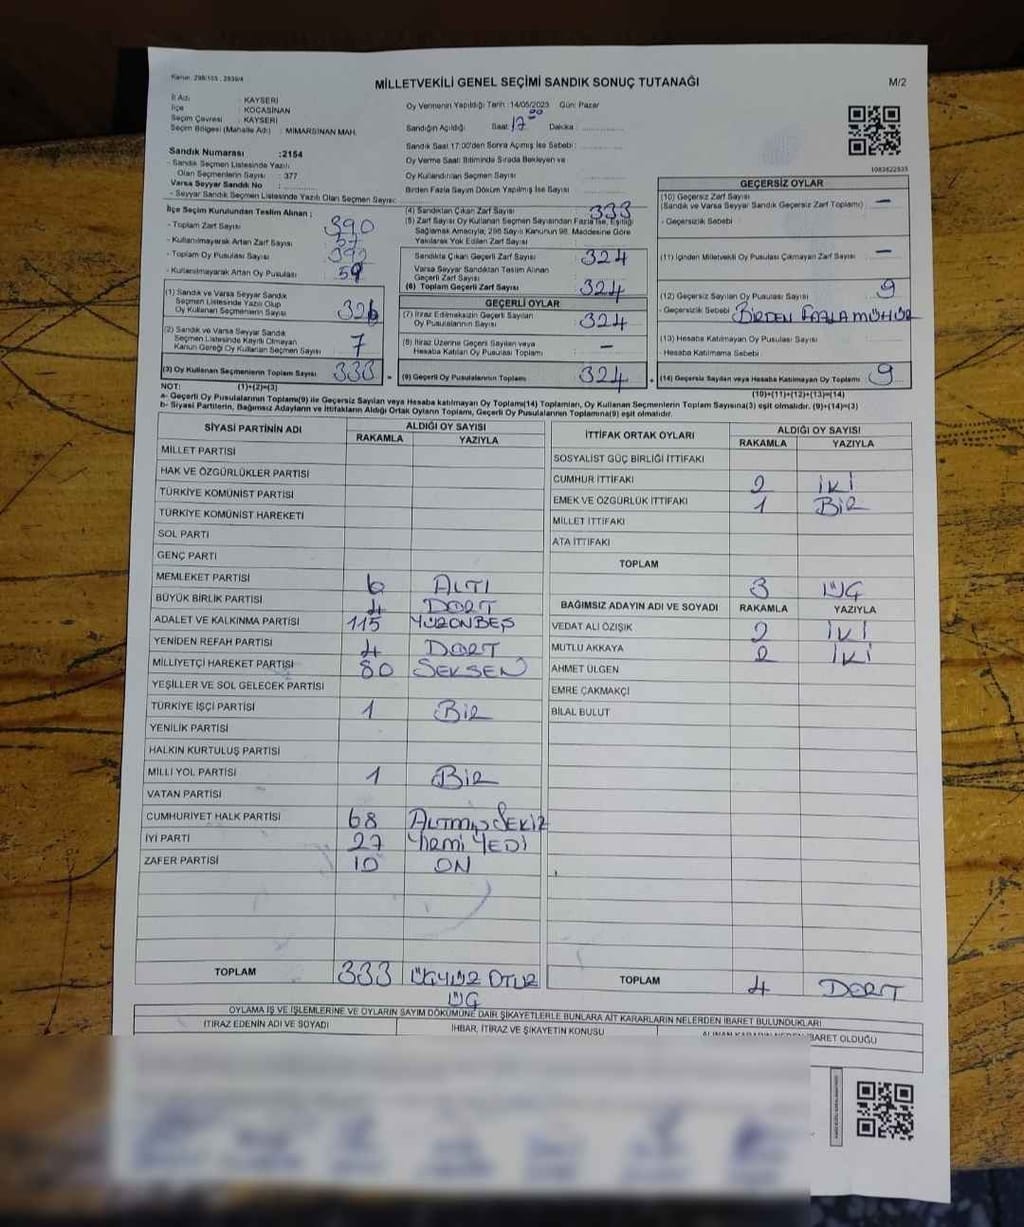 Kanun: 298/105 , 2839/4
MİLLETVEKİLİ GENEL SEÇİMİ SANDIK SONUÇ TUTANAĞI
M/2
İl Adı : KAYSERİ
İlçe : KOCASİNAN
Seçim Çevresi : KAYSERİ
Seçim Bölgesi (Mahalle Adı) : MİMARSİNAN MAH.
Oy Vermenin Yapıldığı Tarih :14/05/2023 Gün: Pazar
Sandığın Açıldığı Saat 17 00 Dakika :
Sandık Saat 17:00'den Sonra Açılmış İse Sebebi :
Oy Verme Saati Bitiminde Sırada Bekleyen ve
Oy Kullandırılan Seçmen Sayısı
Birden Fazla Sayım Döküm Yapılmış İse Sayısı
Sandık Numarası :2154
- Sandık Seçmen Listesinde Yazılı
Olan Seçmenlerin Sayısı : 377
Varsa Seyyar Sandık No :
- Seyyar Sandık Seçmen Listesinde Yazılı Olan Seçmen Sayısı:
İlçe Seçim Kurulundan Teslim Alınan ;
- Toplam Zarf Sayısı 390
- Kullanılmayarak Artan Zarf Sayısı 57
- Toplam Oy Pusulası Sayısı 392
- Kullanılmayarak Artan Oy Pusulası 59
(1) Sandık ve Varsa Seyyar Sandık
Seçmen Listesinde Yazılı Olup
Oy Kullanan Seçmenlerin Sayısı 326
(2) Sandık ve Varsa Seyyar Sandık
Seçmen Listesinde Kayıtlı Olmayan
Kanun Gereği Oy Kullanan Seçmen Sayısı 7
(3) Oy Kullanan Seçmenlerin Toplam Sayısı 333
(4) Sandıktan Çıkan Zarf Sayısı 333
(5) Zarf Sayısı Oy Kullanan Seçmen Sayısından Fazla İse, Eşitliği
Sağlamak Amacıyla; 298 Sayılı Kanunun 98. Maddesine Göre
Yakılarak Yok Edilen Zarf Sayısı
Sandıkta Çıkan Geçerli Zarf Sayısı 324
Varsa Seyyar Sandıktan Teslim Alınan
Geçerli Zarf Sayısı
(6) Toplam Geçerli Zarf Sayısı 324
GEÇERLİ OYLAR
(7) İtiraz Edilmeksizin Geçerli Sayılan
Oy Pusulalarının Sayısı 324
(8) İtiraz Üzerine Geçerli Sayılan veya
Hesaba Katılan Oy Pusulası Toplamı –
(9) Geçerli Oy Pusulalarının Toplamı 324
1083622935
GEÇERSİZ OYLAR
(10) Geçersiz Zarf Sayısı
(Sandık ve Varsa Seyyar Sandık Geçersiz Zarf Toplamı) –
- Geçersizlik Sebebi
(11) İçinden Milletvekili Oy Pusulası Çıkmayan Zarf Sayısı –
(12) Geçersiz Sayılan Oy Pusulası Sayısı 9
- Geçersizlik Sebebi BİRDEN FAZLA MÜHÜR
(13) Hesaba Katılmayan Oy Pusulası Sayısı
- Hesaba Katılmama Sebebi
(14) Geçersiz Sayılan veya Hesaba Katılmayan Oy Toplamı 9
NOT: (1)+(2)=(3) (10)+(11)+(12)+(13)=(14)
a- Geçerli Oy Pusulalarının Toplamı(9) ile Geçersiz Sayılan veya Hesaba katılmayan Oy Toplamı(14) Toplamları, Oy Kullanan Seçmenlerin Toplam Sayısına(3) eşit olmalıdır. (9)+(14)=(3)
b- Siyasi Partilerin, Bağımsız Adayların ve İttifakların Aldığı Ortak Oyların Toplamı, Geçerli Oy Pusulalarının Toplamına(9) eşit olmalıdır.
SİYASİ PARTİNİN ADI ALDIĞI OY SAYISI
RAKAMLA YAZIYLA
MİLLET PARTİSİ
HAK VE ÖZGÜRLÜKLER PARTİSİ
TÜRKİYE KOMÜNİST PARTİSİ
TÜRKİYE KOMÜNİST HAREKETİ
SOL PARTİ
GENÇ PARTİ
MEMLEKET PARTİSİ 6 ALTI
BÜYÜK BİRLİK PARTİSİ 4 DÖRT
ADALET VE KALKINMA PARTİSİ 115 YÜZONBEŞ
YENİDEN REFAH PARTİSİ 4 DÖRT
MİLLİYETÇİ HAREKET PARTİSİ 80 SEKSEN
YEŞİLLER VE SOL GELECEK PARTİSİ
TÜRKİYE İŞÇİ PARTİSİ 1 BİR
YENİLİK PARTİSİ
HALKIN KURTULUŞ PARTİSİ
MİLLİ YOL PARTİSİ 1 BİR
VATAN PARTİSİ
CUMHURİYET HALK PARTİSİ 68 ALTMIŞ SEKİZ
İYİ PARTİ 27 YİRMİ YEDİ
ZAFER PARTİSİ 10 ON
TOPLAM 333 ÜÇYÜZ OTUZ
ÜÇ
İTTİFAK ORTAK OYLARI ALDIĞI OY SAYISI
RAKAMLA YAZIYLA
SOSYALİST GÜÇ BİRLİĞİ İTTİFAKI
CUMHUR İTTİFAKI 2 İKİ
EMEK VE ÖZGÜRLÜK İTTİFAKI 1 BİR
MİLLET İTTİFAKI
ATA İTTİFAKI
TOPLAM
3 ÜÇ
BAĞIMSIZ ADAYIN ADI VE SOYADI RAKAMLA YAZIYLA
VEDAT ALİ ÖZIŞIK 2 İKİ
MUTLU AKKAYA 2 İKİ
AHMET ÜLGEN
EMRE ÇAKMAKÇİ
BİLAL BULUT
TOPLAM 4 DÖRT
OYLAMA İŞ VE İŞLEMLERİNE VE OYLARIN SAYIM DÖKÜMÜNE DAİR ŞİKAYETLERLE BUNLARA AİT KARARLARIN NELERDEN İBARET BULUNDUKLARI
İTİRAZ EDENİN ADI VE SOYADI İHBAR, İTİRAZ VE ŞİKAYETİN KONUSU ALINAN KARARIN NEDEN İBARET OLDUĞU